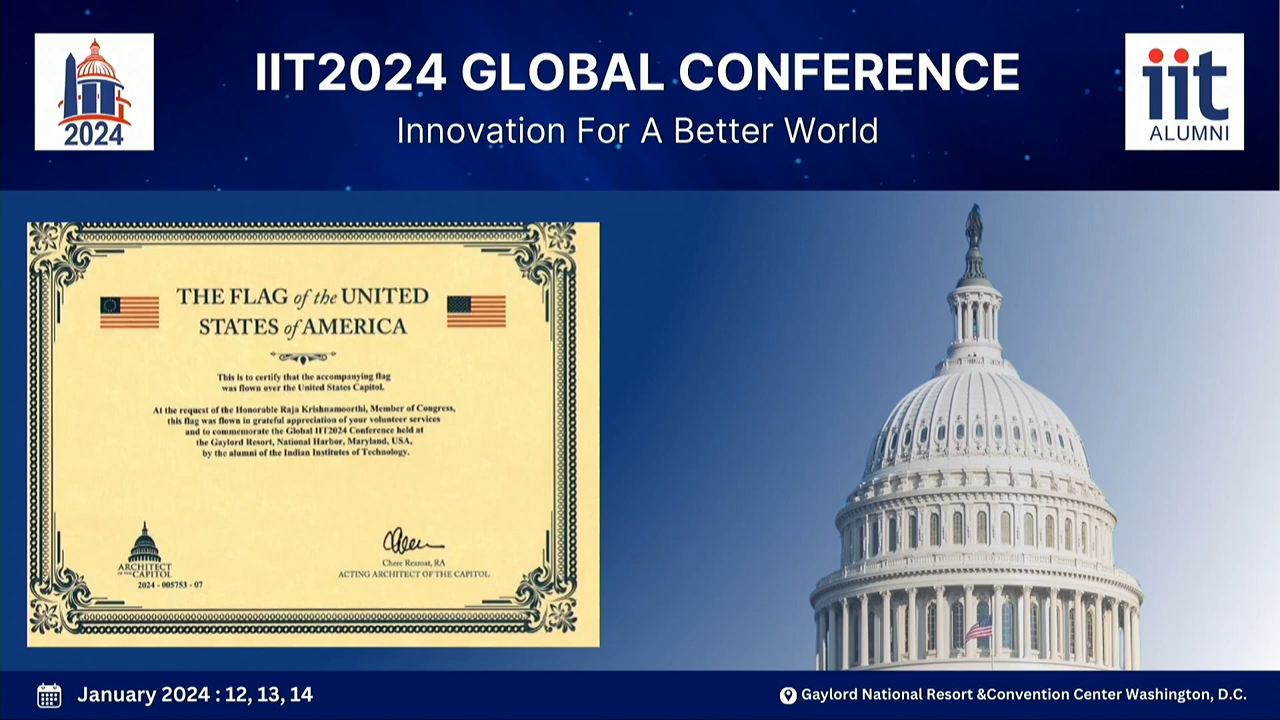 IIT2024 GLOBAL CONFERENCE
Innovation For A Better World
IIT
2024
iit
ALUMNI
THE FLAG of the UNITED
STATES of AMERICA
This is to certify that the accompanying flag
was flown over the United States Capitol.
At the request of the Honorable Raja Krishnamoorthi, Member of Congress,
this flag was flown in grateful appreciation of your volunteer services
and to commemorate the Global IIT2024 Conference held at
the Gaylord Resort, National Harbor, Maryland, USA,
by the alumni of the Indian Institutes of Technology.
ARCHITECT
OF THE CAPITOL
2024 - 005753 - 07
Chere Rexroat, RA
ACTING ARCHITECT OF THE CAPITOL
January 2024 : 12, 13, 14
Gaylord National Resort &Convention Center Washington, D.C.